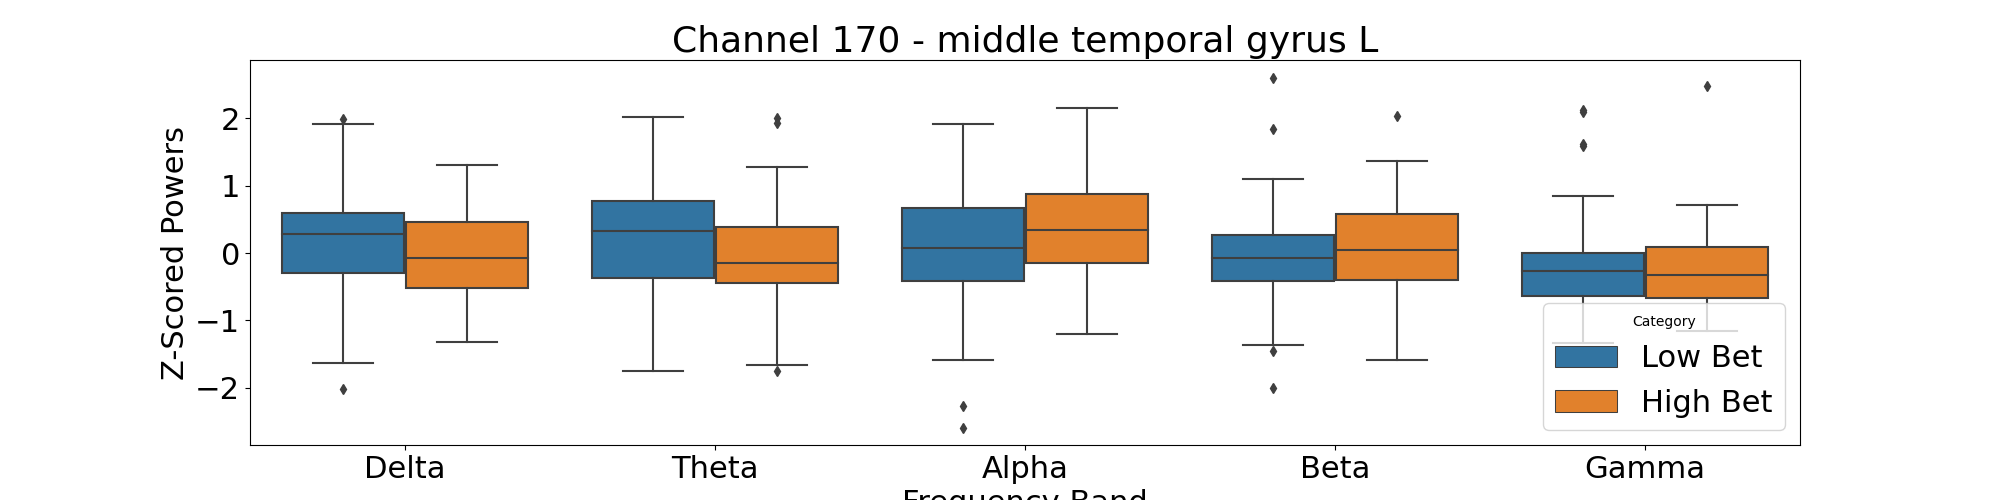 Channel 170 - middle temporal gyrus L
Z-Scored Powers
2
1
0
−1
−2
Category
Low Bet
High Bet
Delta Theta Alpha Beta Gamma
Frequency Band